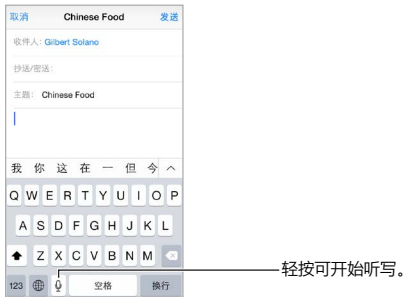 取消 Chinese Food 发送
收件人: Gilbert Solano
抄送/密送:
主题: Chinese Food
我 你 这 在 一 但 今
Q W E R T Y U I O P
A S D F G H J K L
Z X C V B N M
123 空格 换行
轻按可开始听写。